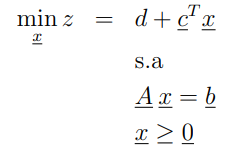 min z = d + c^T x
x
s.a
A x = b
x ≥ 0